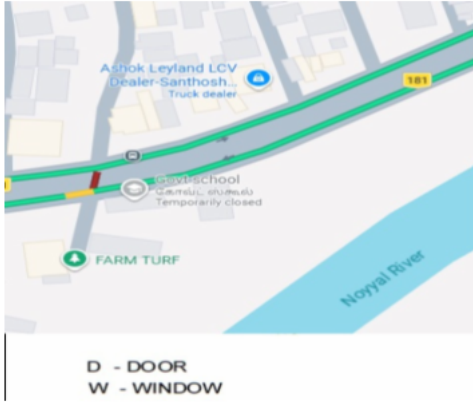 Ashok Leyland LCV
Dealer-Santhosh...
Truck dealer
181
Govt school
Temporarily closed
FARM TURF
Noyyal River
D - DOOR
W - WINDOW